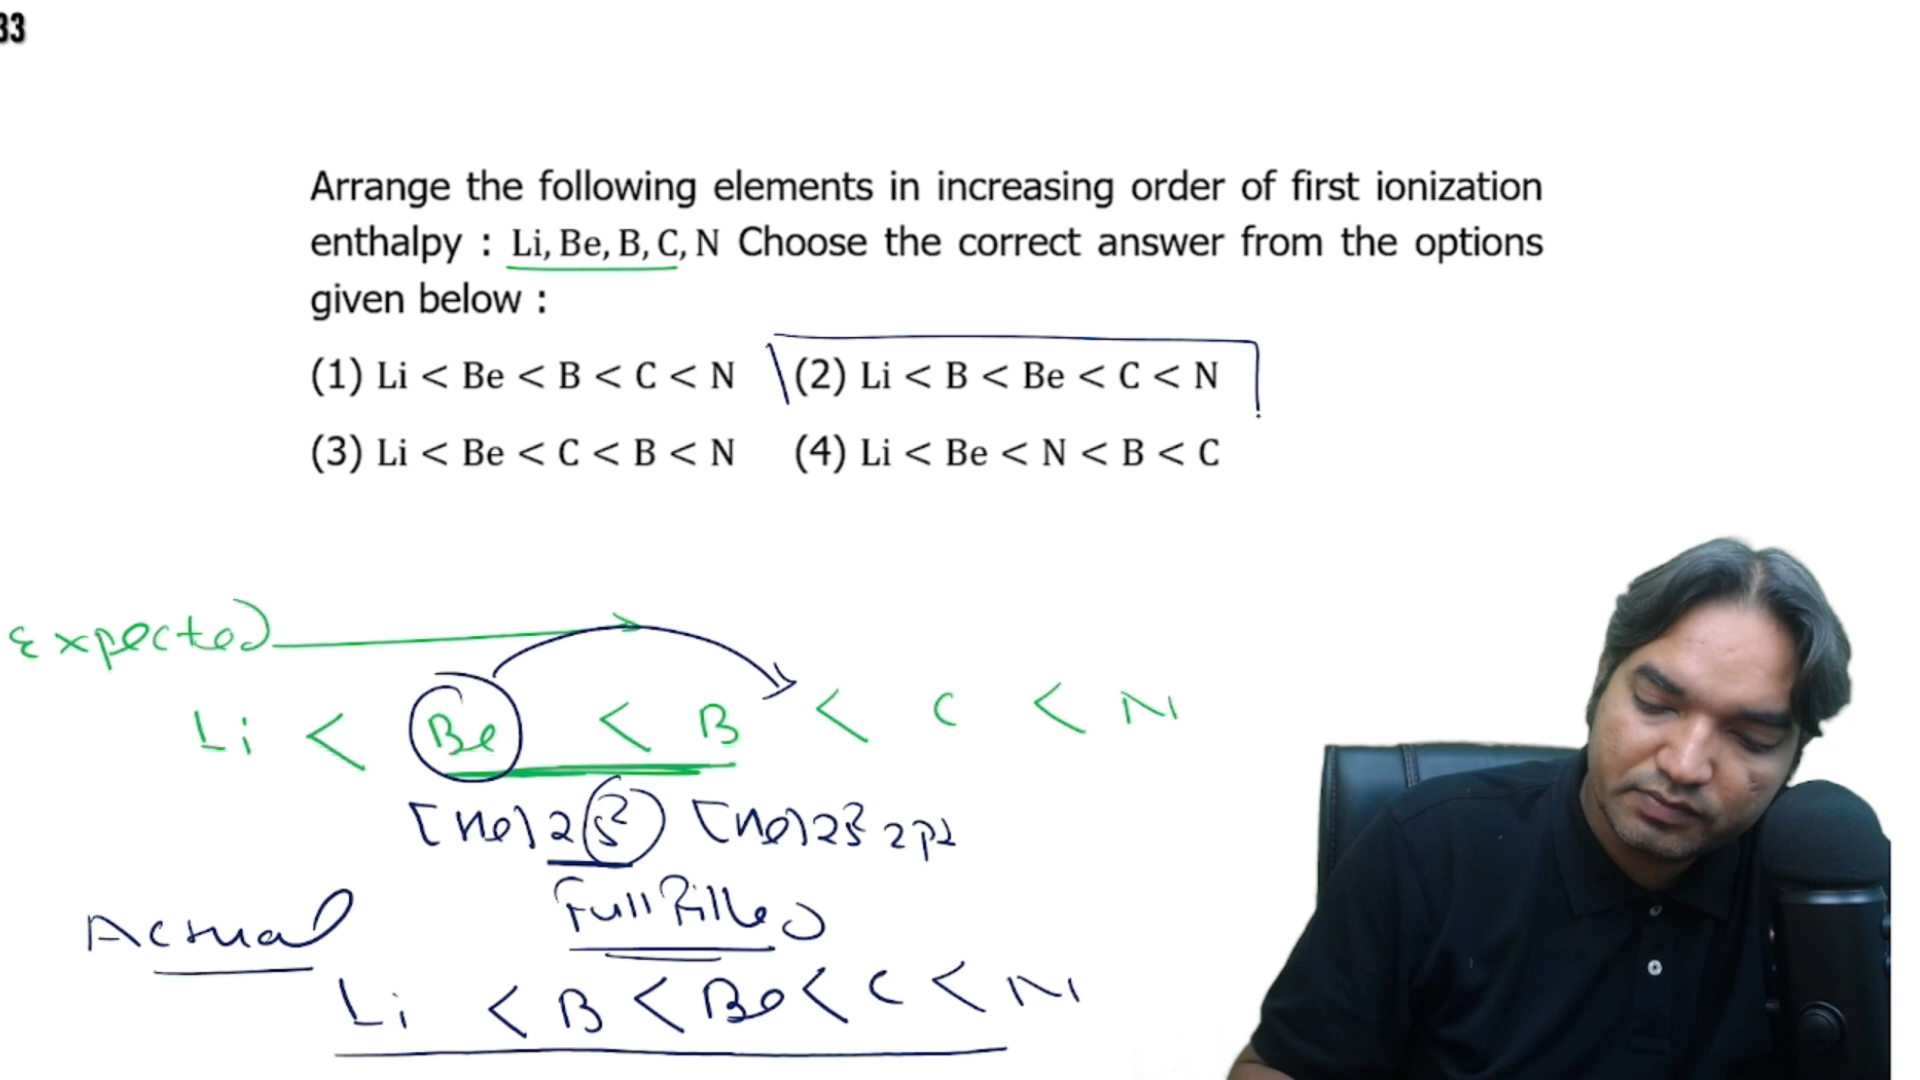 33
Arrange the following elements in increasing order of first ionization
enthalpy : Li, Be, B, C, N Choose the correct answer from the options
given below :
(1) Li < Be < B < C < N (2) Li < B < Be < C < N
(3) Li < Be < C < B < N (4) Li < Be < N < B < C
Expected
Li < Be < B < C < N
[He]2s² [He]2s² 2p1
Full filled
Actual
Li < B < Be < C < N